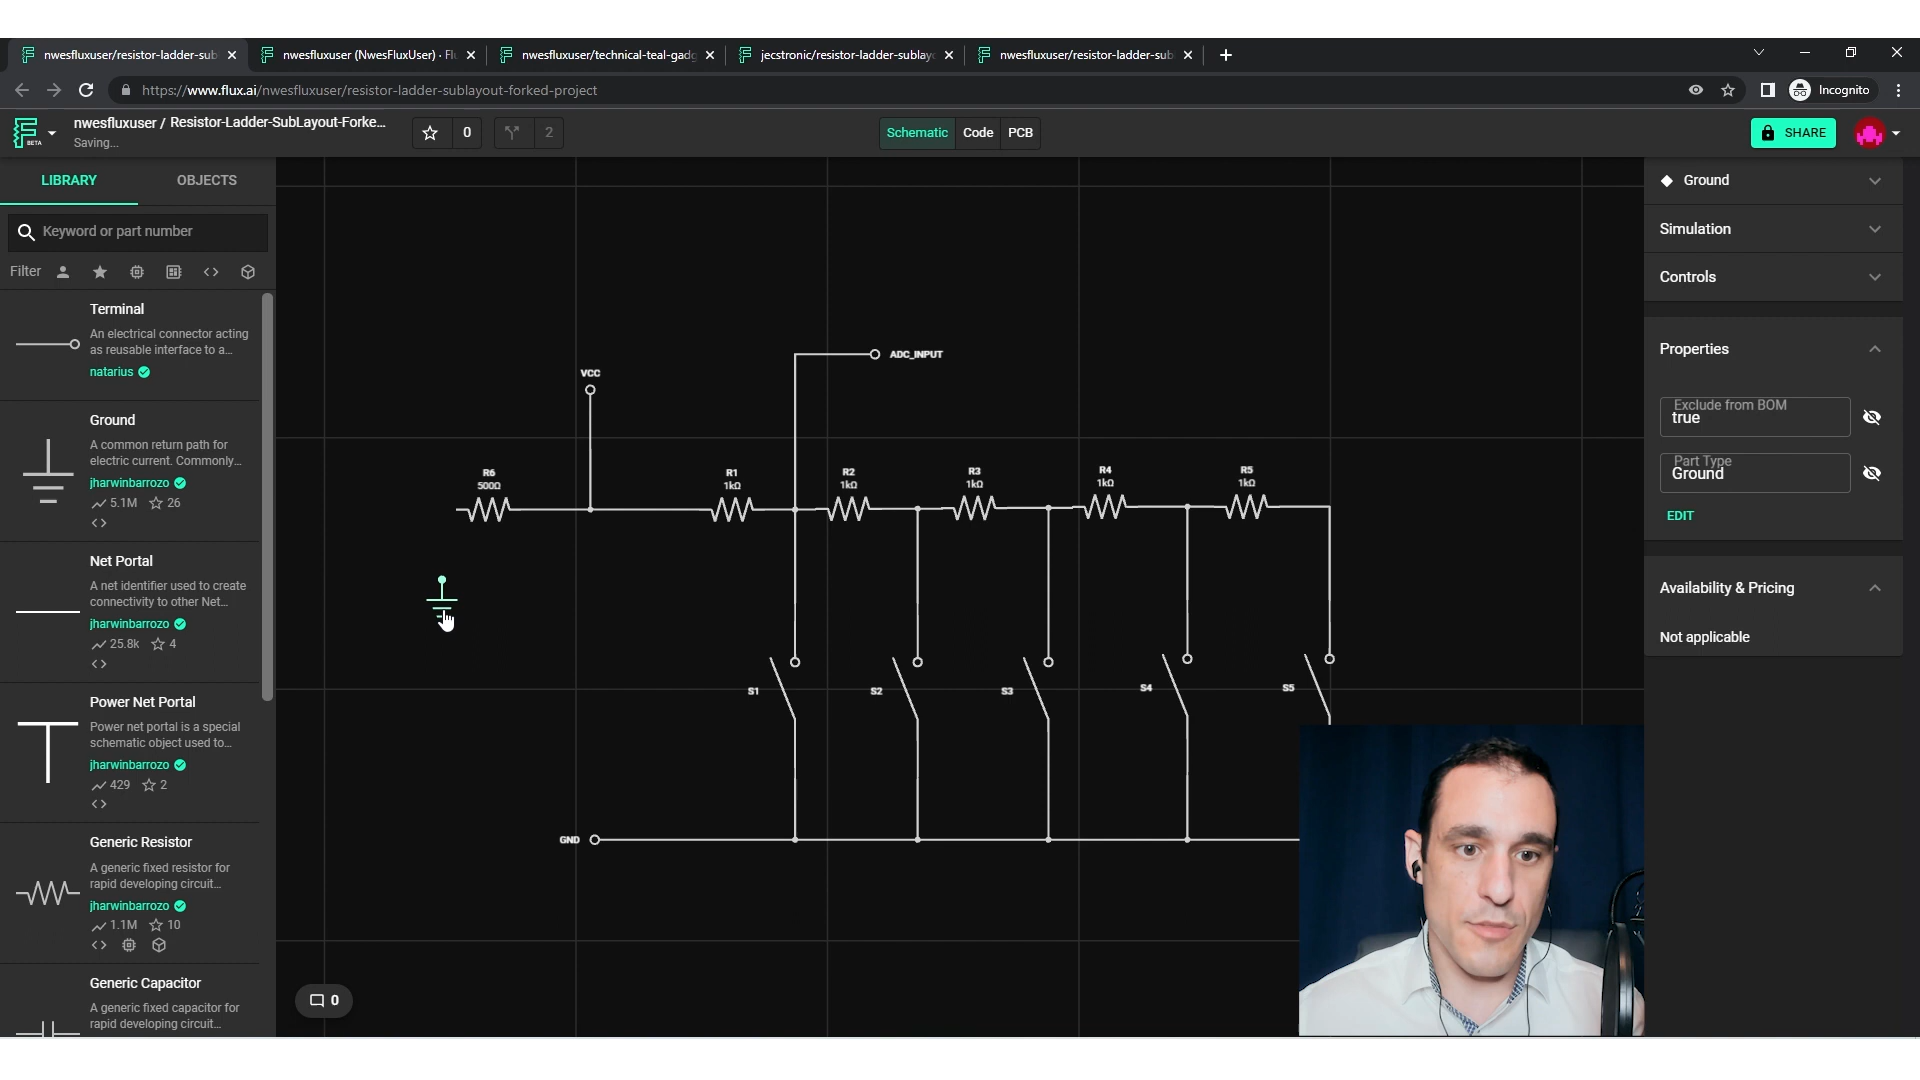 nwesfluxuser/resistor-ladder-sub
nwesfluxuser (NwesFluxUser) · Fl
nwesfluxuser/technical-teal-gadg
jecstronic/resistor-ladder-sublayo
nwesfluxuser/resistor-ladder-sub
https://www.flux.ai/nwesfluxuser/resistor-ladder-sublayout-forked-project
Incognito
BETA
nwesfluxuser / Resistor-Ladder-SubLayout-Forke...
Saving...
0
2
Schematic
Code
PCB
SHARE
LIBRARY
OBJECTS
Keyword or part number
Filter
Terminal
An electrical connector acting
as reusable interface to a...
natarius
Ground
A common return path for
electric current. Commonly...
jharwinbarrozo
5.1M
26
Net Portal
A net identifier used to create
connectivity to other Net...
jharwinbarrozo
25.8k
4
Power Net Portal
Power net portal is a special
schematic object used to...
jharwinbarrozo
429
2
Generic Resistor
A generic fixed resistor for
rapid developing circuit...
jharwinbarrozo
1.1M
10
Generic Capacitor
A generic fixed capacitor for
rapid developing circuit...
ADC_INPUT
VCC
R6
500Ω
R1
1kΩ
R2
1kΩ
R3
1kΩ
R4
1kΩ
R5
1kΩ
S1
S2
S3
S4
S5
GND
0
Ground
Simulation
Controls
Properties
Exclude from BOM
true
Part Type
Ground
EDIT
Availability & Pricing
Not applicable